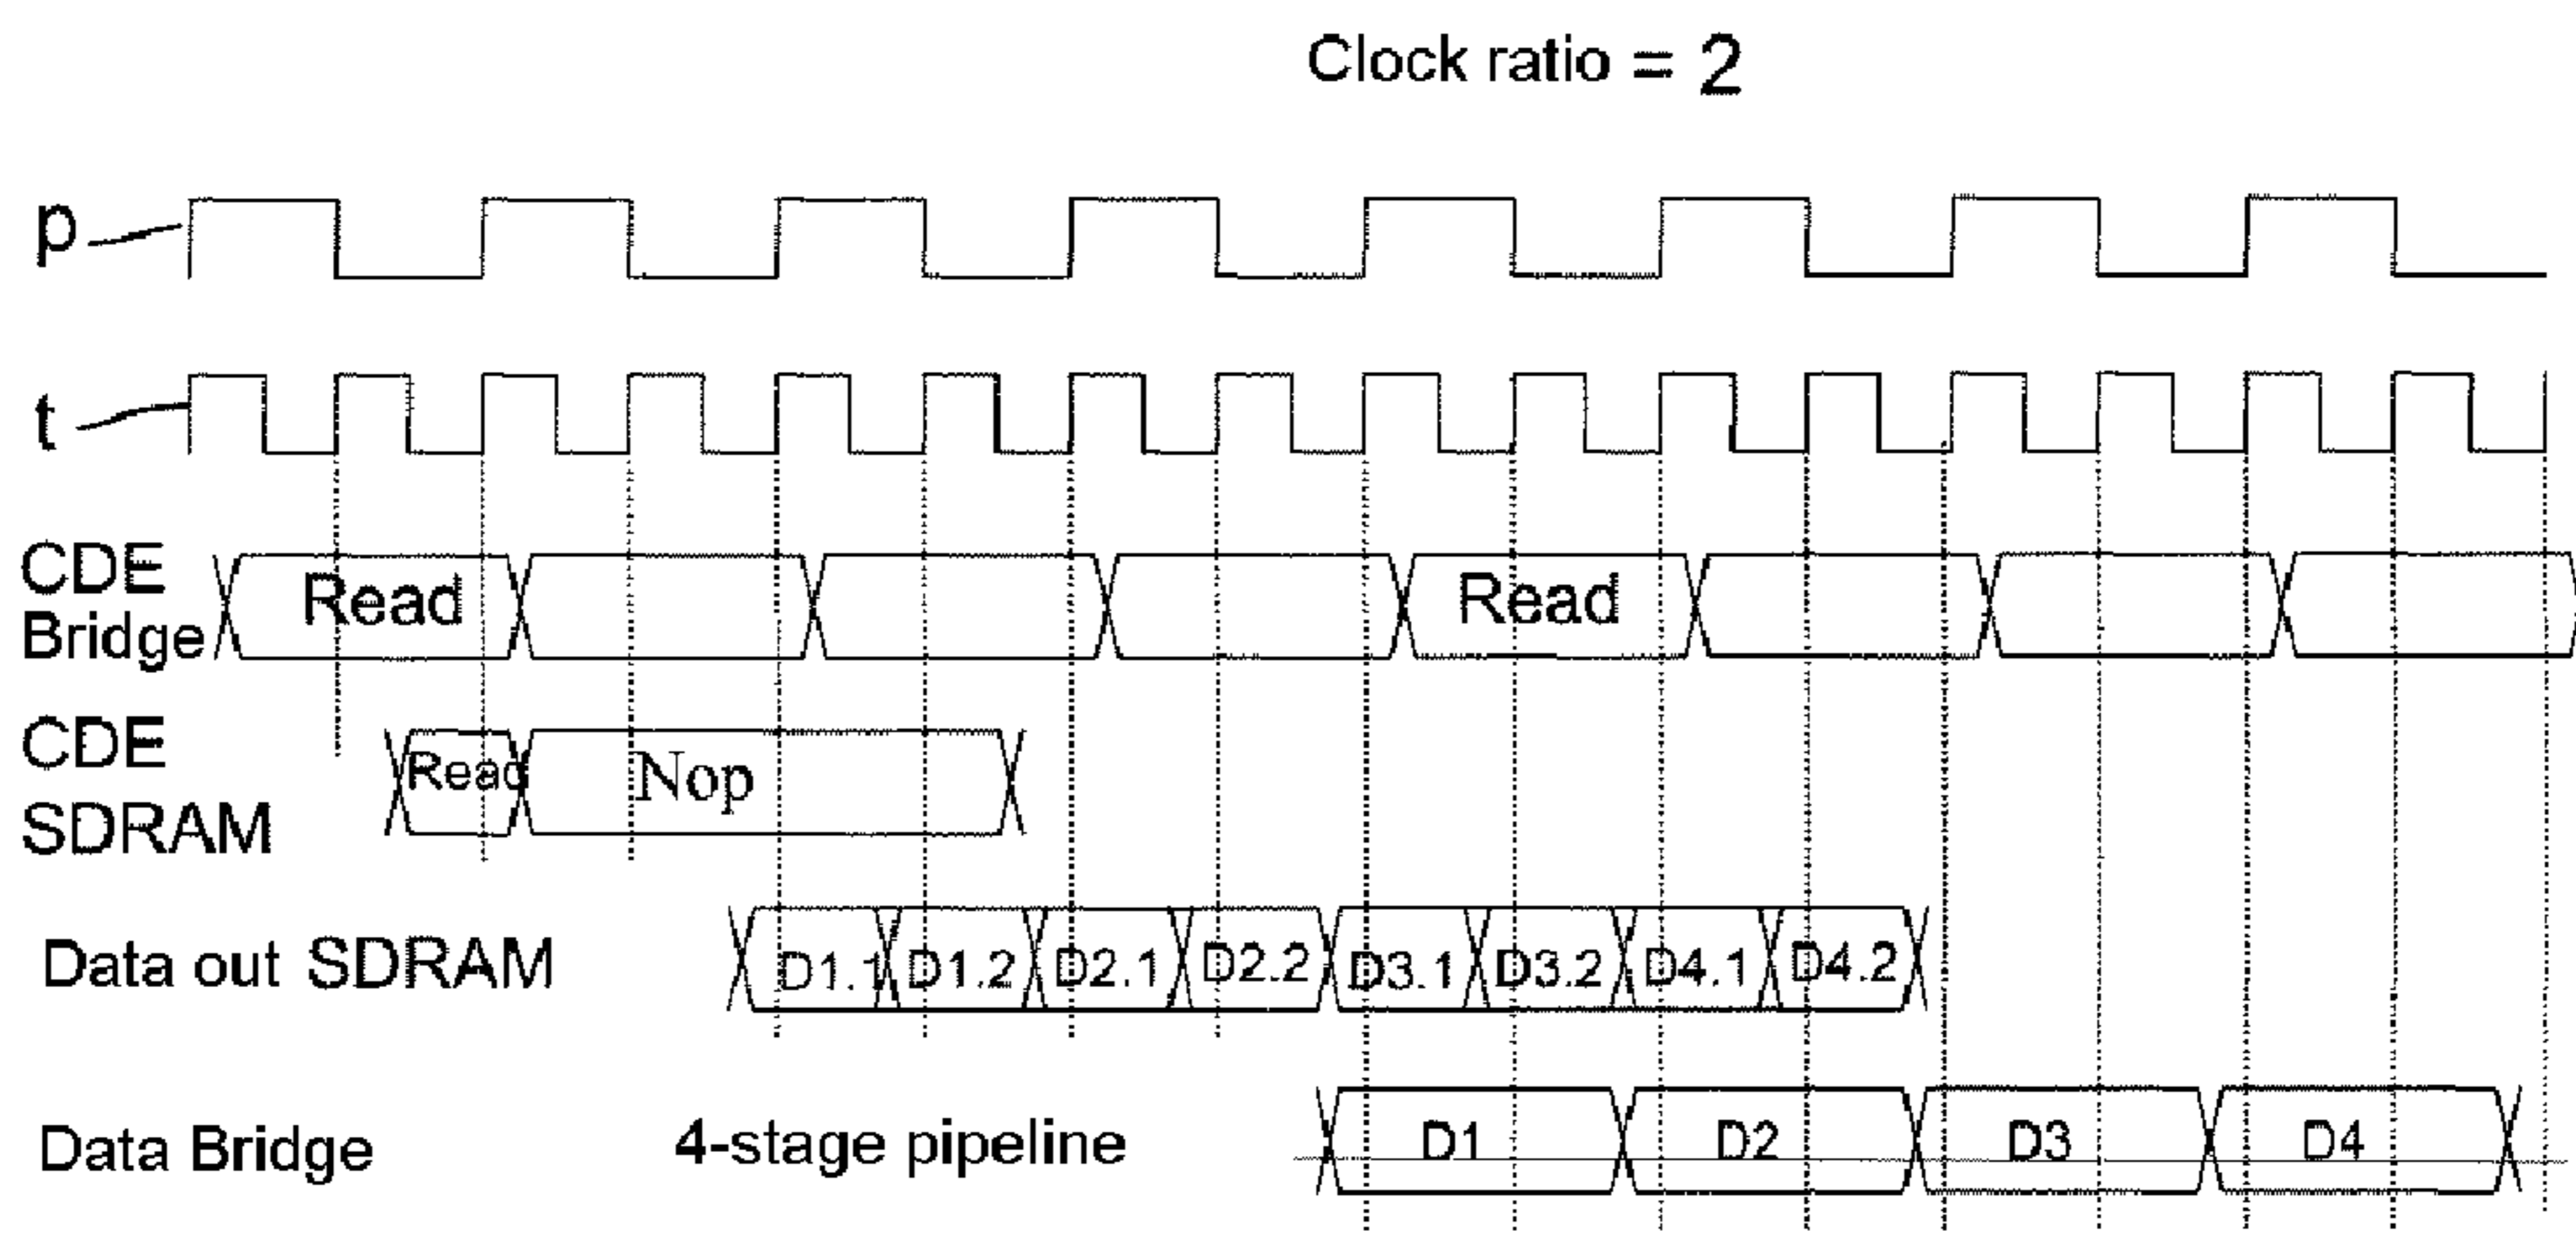 Clock ratio = 2
p
t
CDE
Bridge
Read
Read
CDE
SDRAM
Read
Nop
Data out SDRAM
D1.1 D1.2 D2.1 D2.2 D3.1 D3.2 D4.1 D4.2
Data Bridge
4-stage pipeline
D1 D2 D3 D4